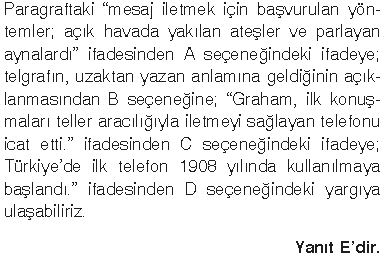 Paragraftaki “mesaj iletmek için başvurulan yön-
temler; açık havada yakılan ateşler ve parlayan
aynalardı” ifadesinden A seçeneğindeki ifadeye;
telgrafın, uzaktan yazan anlamına geldiğinin açık-
lanmasından B seçeneğine; “Graham, ilk konuş-
maları teller aracılığıyla iletmeyi sağlayan telefonu
icat etti.” ifadesinden C seçeneğindeki ifadeye;
Türkiye’de ilk telefon 1908 yılında kullanılmaya
başlandı.” ifadesinden D seçeneğindeki yargıya
ulaşabiliriz.
Yanıt E’dir.